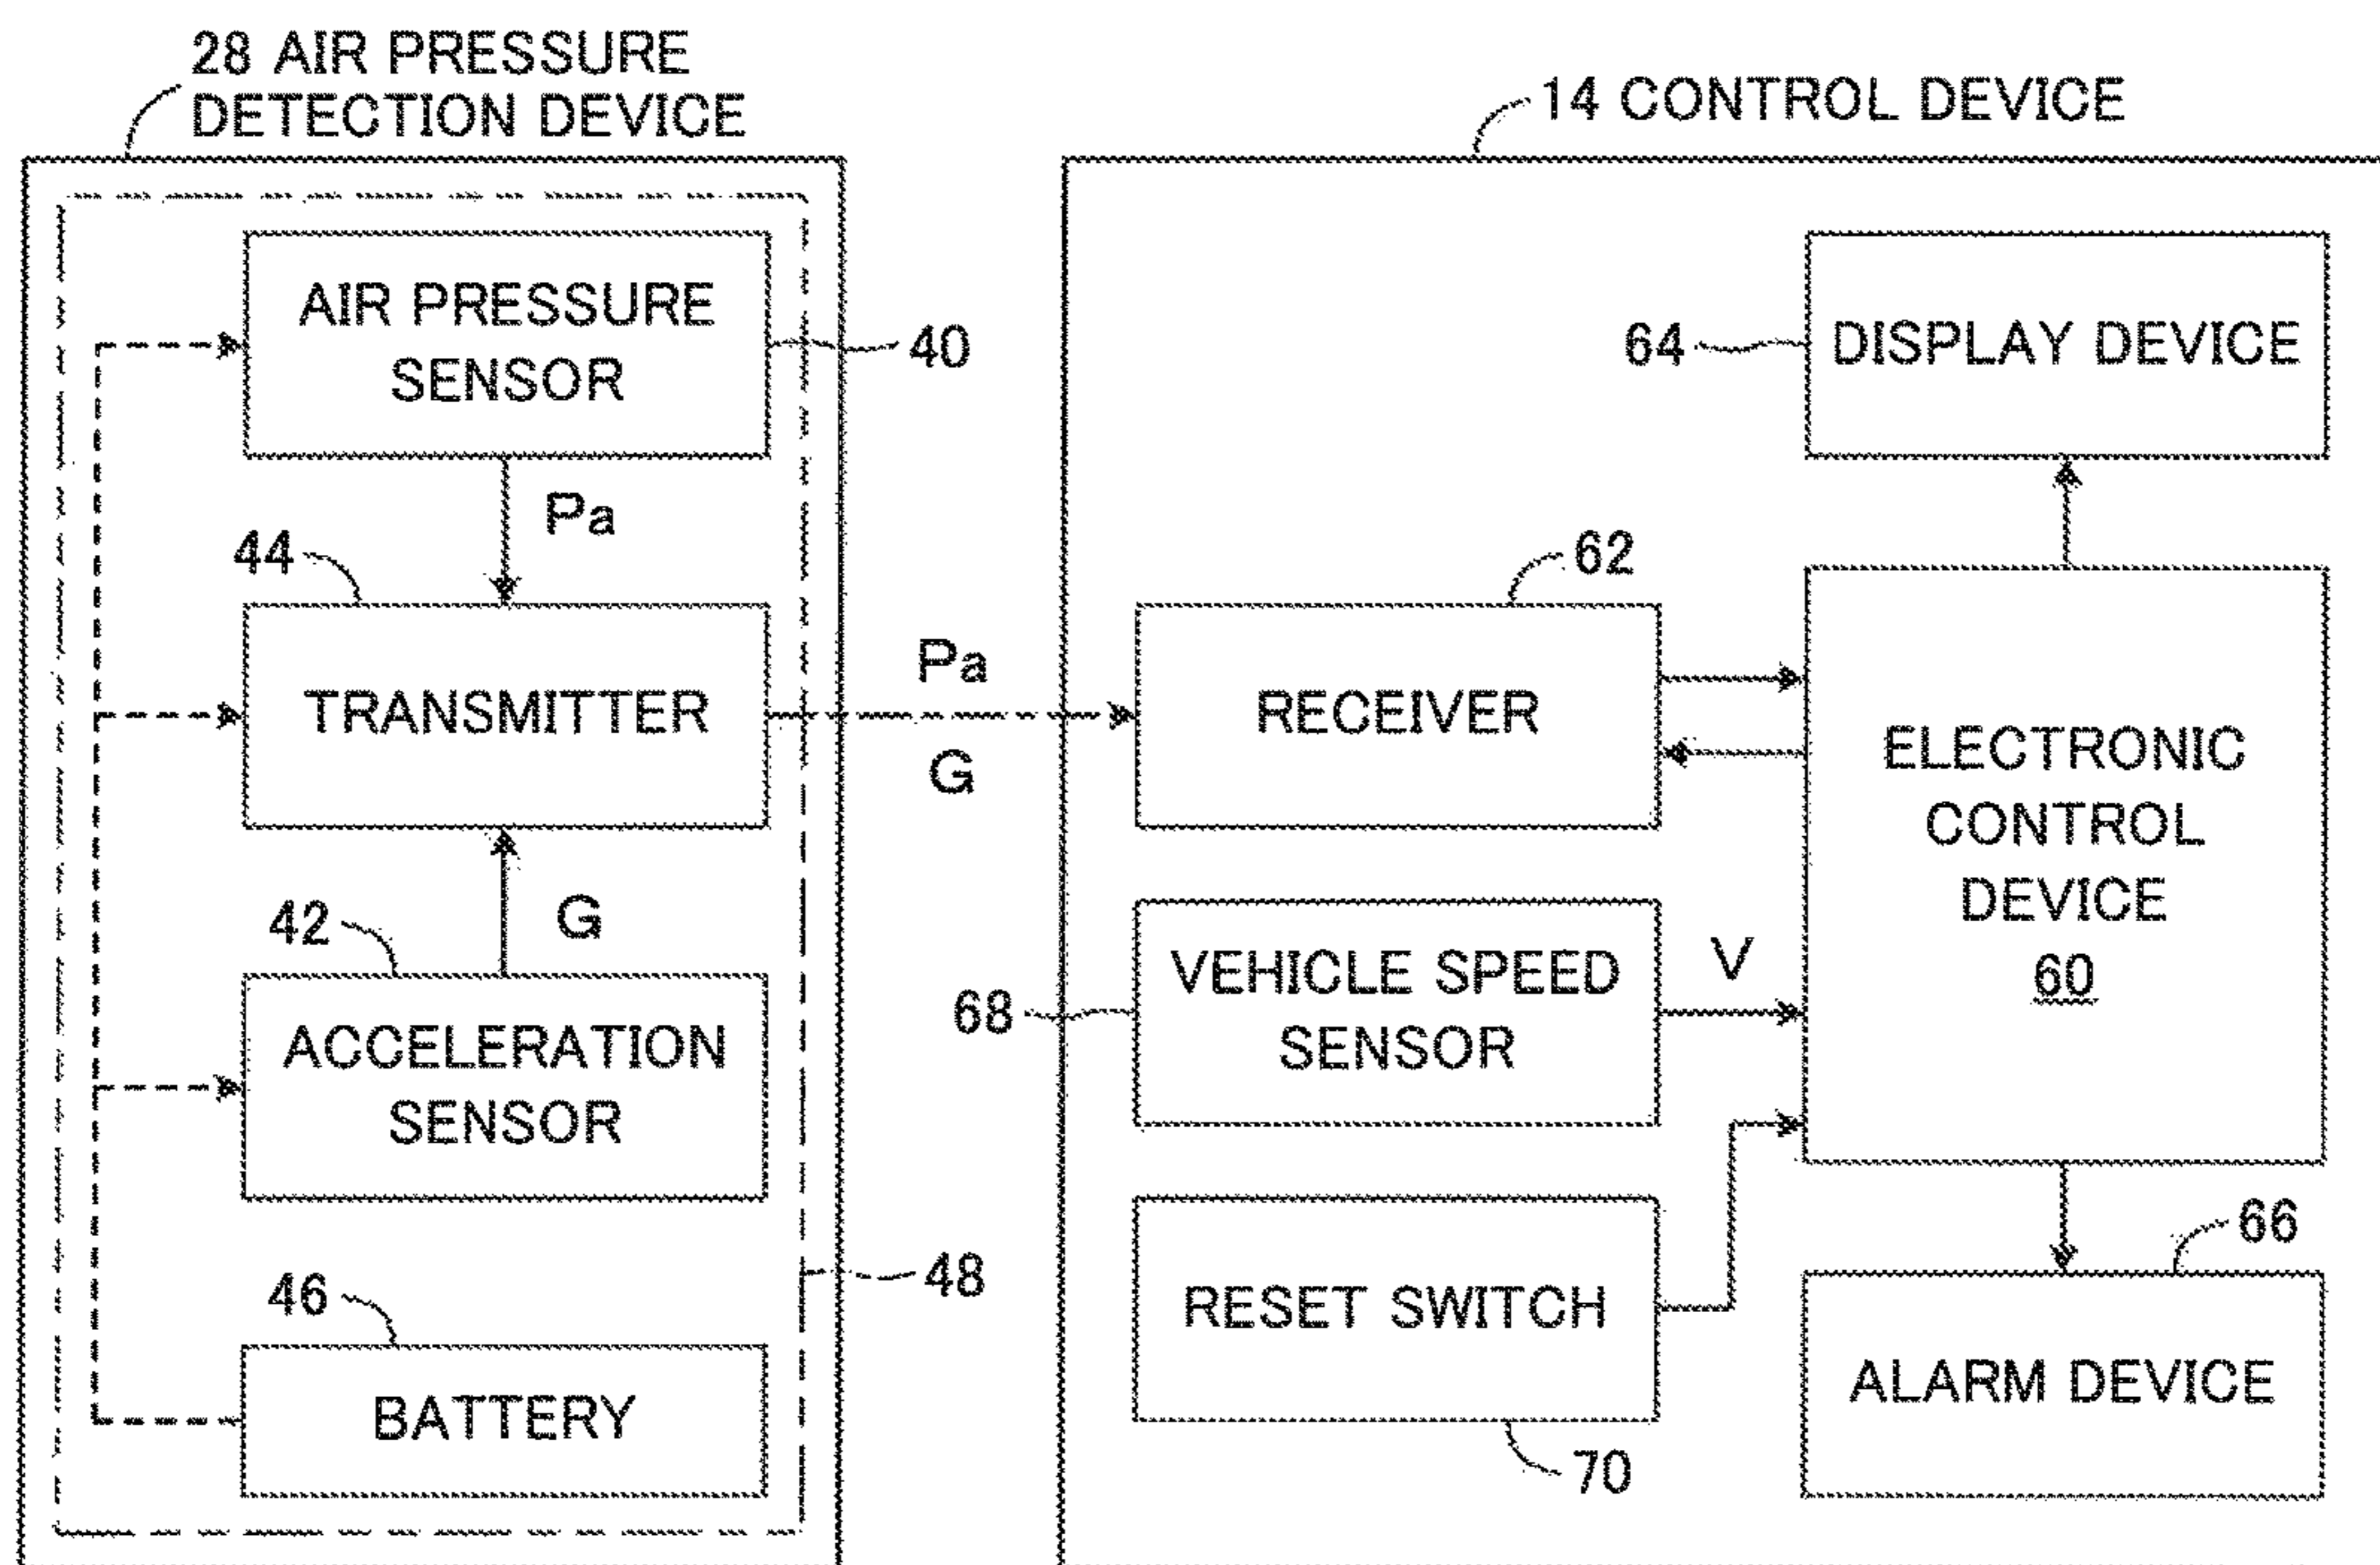 28 AIR PRESSURE
DETECTION DEVICE
AIR PRESSURE
SENSOR
40
Pa
44
TRANSMITTER
Pa
G
42
G
ACCELERATION
SENSOR
46
48
BATTERY
14 CONTROL DEVICE
64
DISPLAY DEVICE
62
RECEIVER
ELECTRONIC
CONTROL
DEVICE
60
68
VEHICLE SPEED
SENSOR
V
RESET SWITCH
70
66
ALARM DEVICE